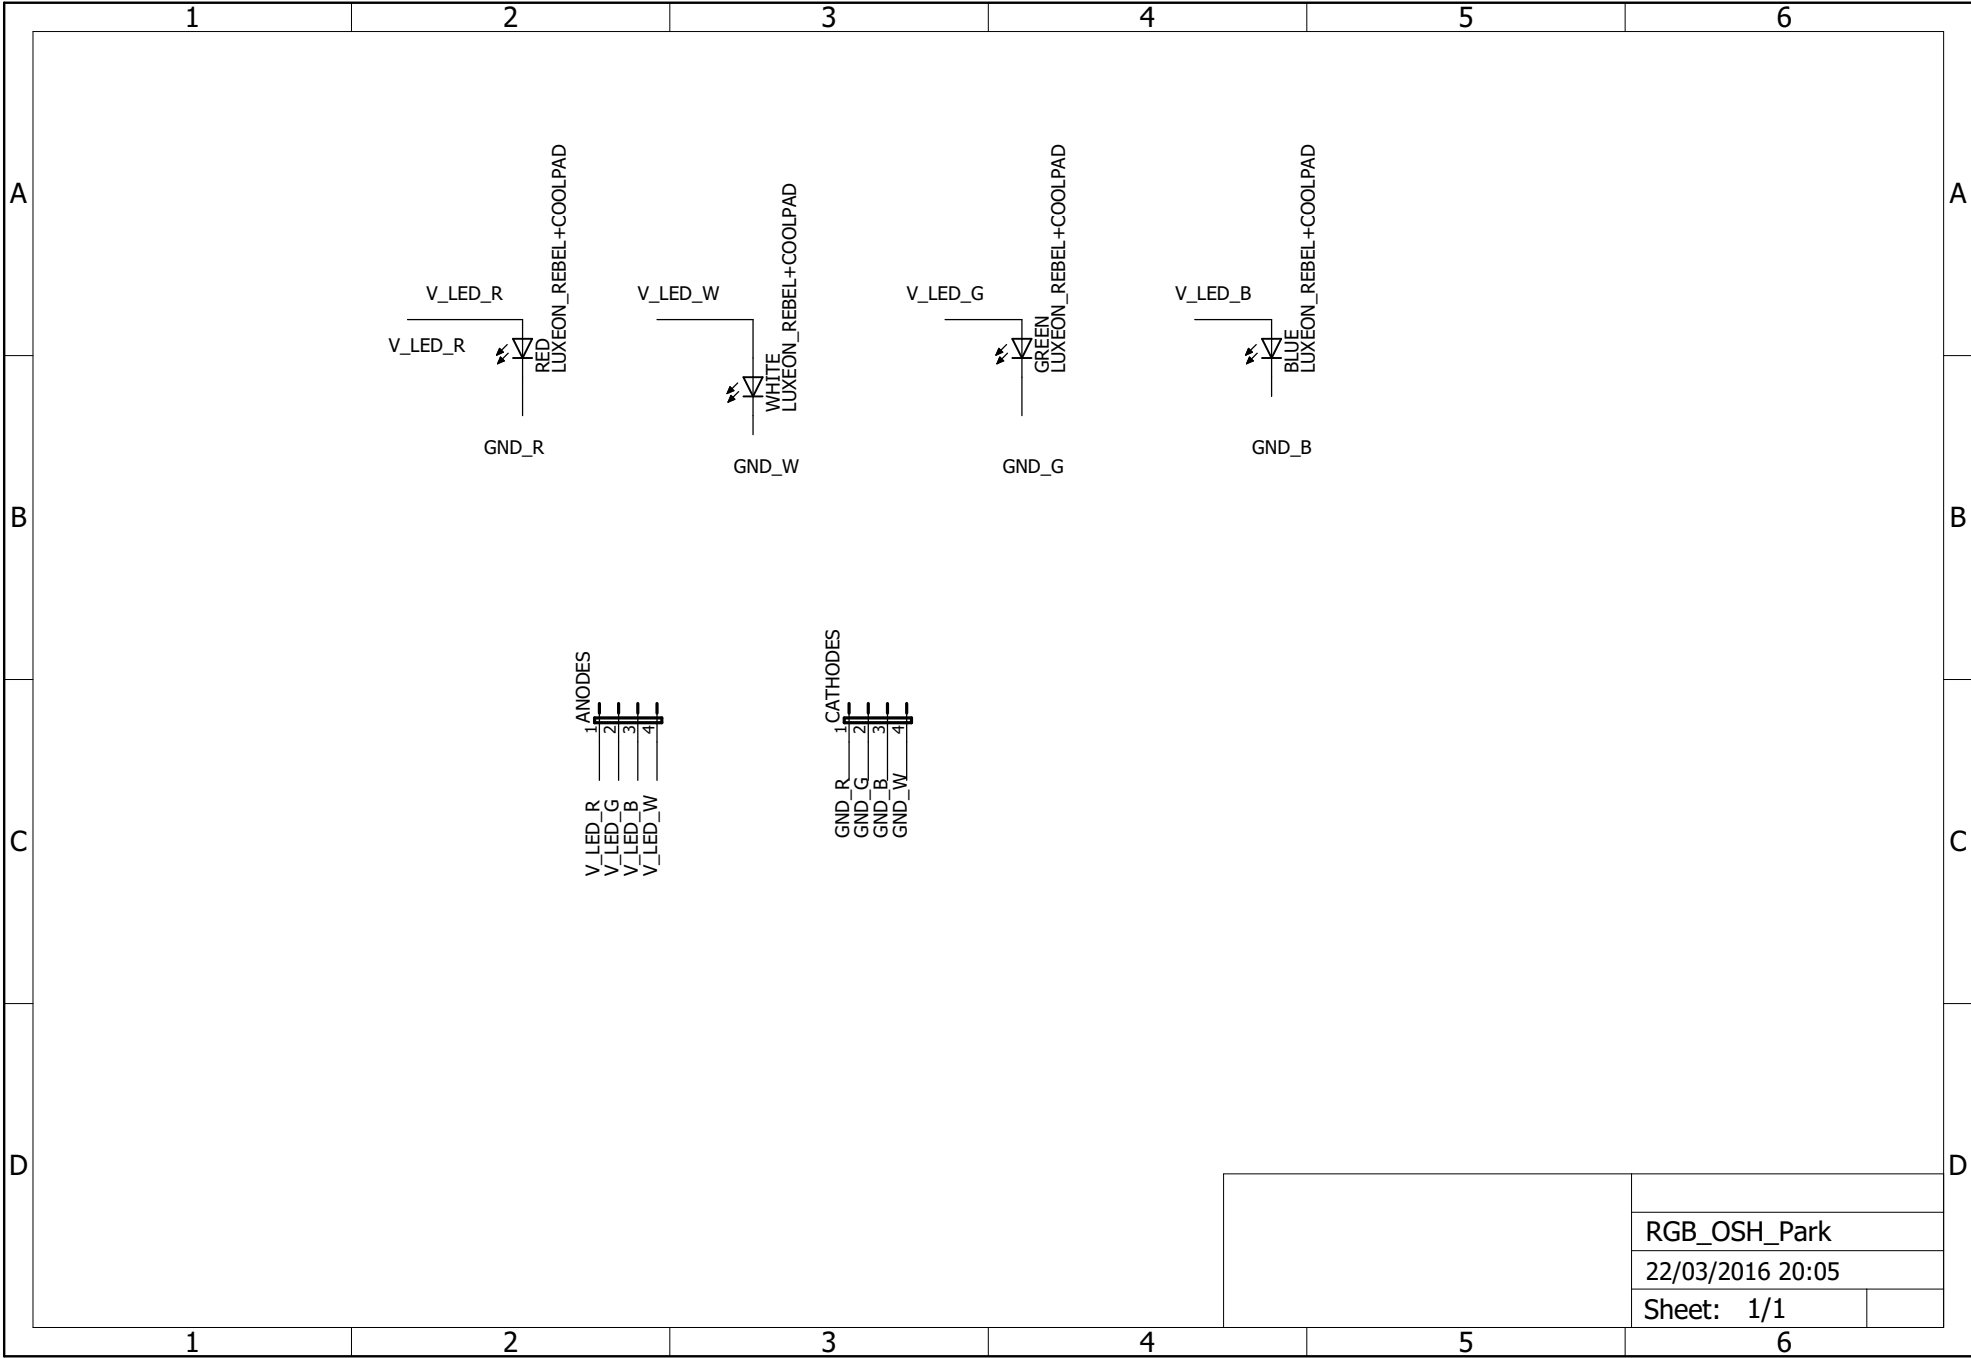 1 2 3 4 5 6
A A
LUXEON_REBEL+COOLPAD
LUXEON_REBEL+COOLPAD
LUXEON_REBEL+COOLPAD
LUXEON_REBEL+COOLPAD
V_LED_R V_LED_W V_LED_G V_LED_B
V_LED_R
RED
WHITE
GREEN
BLUE
GND_R GND_B
GND_W GND_G
B B
ANODES
1
2
3
4
V_LED_R
V_LED_G
V_LED_B
V_LED_W
CATHODES
1
2
3
4
GND_R
GND_G
GND_B
GND_W
C C
D D
RGB_OSH_Park
22/03/2016 20:05
Sheet: 1/1
1 2 3 4 5 6